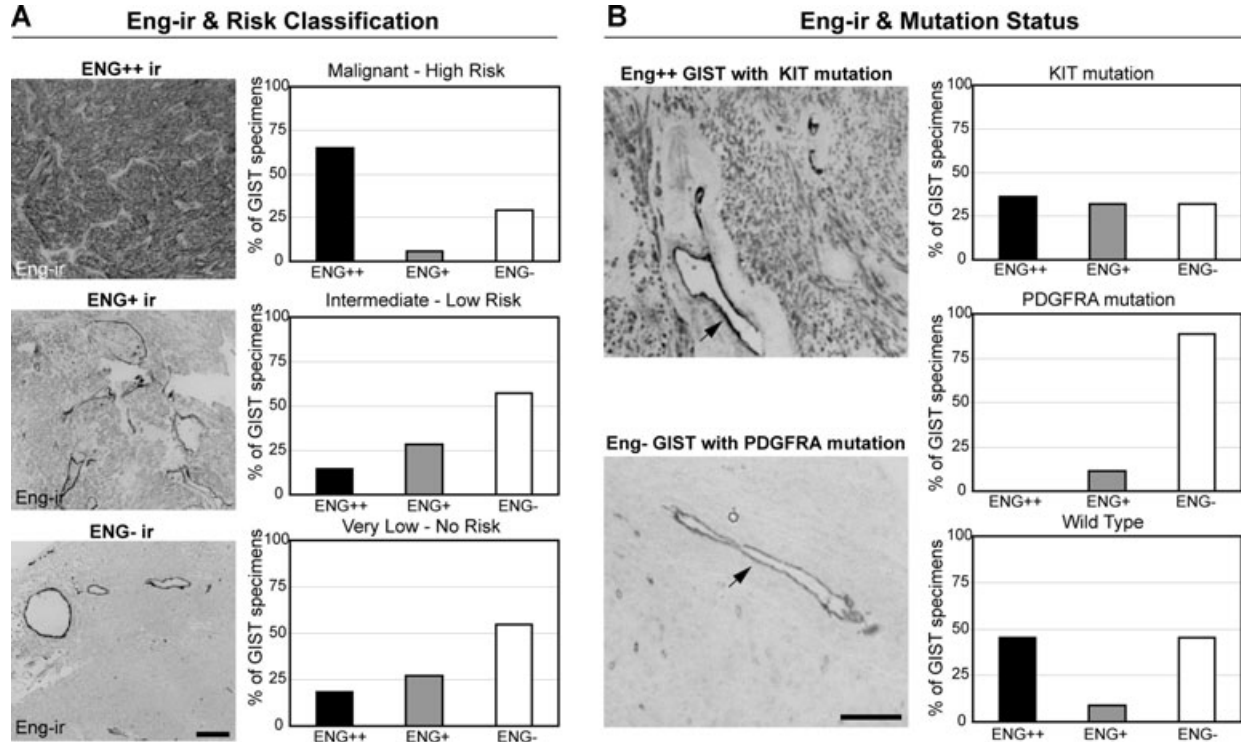 A
Eng-ir & Risk Classification
ENG++ ir
Eng-ir
Malignant - High Risk
% of GIST specimens
100
75
50
25
0
ENG++ ENG+ ENG-
ENG+ ir
Eng-ir
Intermediate - Low Risk
% of GIST specimens
100
75
50
25
0
ENG++ ENG+ ENG-
ENG- ir
Eng-ir
Very Low - No Risk
% of GIST specimens
100
75
50
25
0
ENG++ ENG+ ENG-
B
Eng-ir & Mutation Status
Eng++ GIST with KIT mutation
KIT mutation
% of GIST specimens
100
75
50
25
0
ENG++ ENG+ ENG-
PDGFRA mutation
% of GIST specimens
100
75
50
25
0
ENG++ ENG+ ENG-
Eng- GIST with PDGFRA mutation
Wild Type
% of GIST specimens
100
75
50
25
0
ENG++ ENG+ ENG-